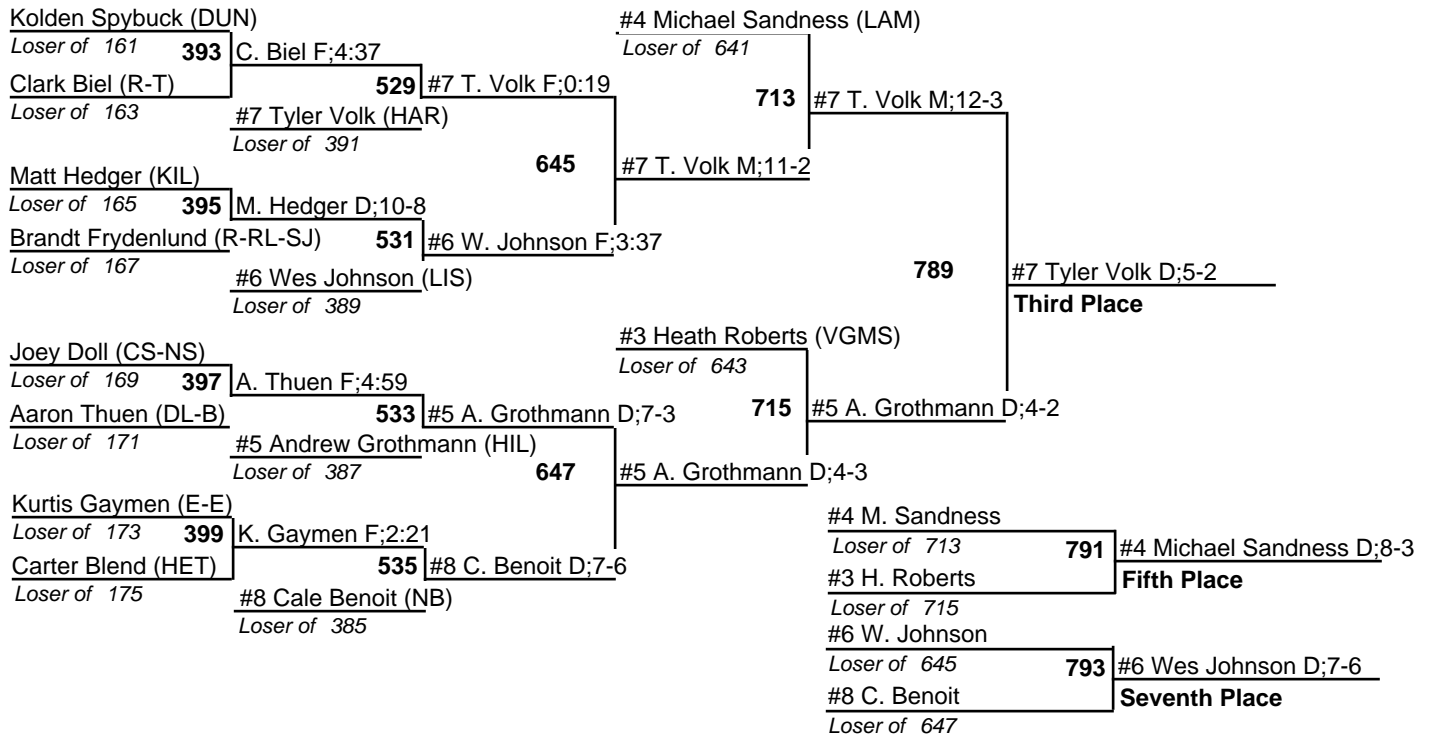 Kolden Spybuck (DUN)
Loser of 161
393
C. Biel F;4:37
Clark Biel (R-T)
Loser of 163
529
#7 T. Volk F;0:19
#7 Tyler Volk (HAR)
Loser of 391
Matt Hedger (KIL)
Loser of 165
395
M. Hedger D;10-8
Brandt Frydenlund (R-RL-SJ)
Loser of 167
531
#6 W. Johnson F;3:37
#6 Wes Johnson (LIS)
Loser of 389
645
#7 T. Volk M;11-2
#4 Michael Sandness (LAM)
Loser of 641
713
#7 T. Volk M;12-3
Joey Doll (CS-NS)
Loser of 169
397
A. Thuen F;4:59
Aaron Thuen (DL-B)
Loser of 171
533
#5 A. Grothmann D;7-3
#5 Andrew Grothmann (HIL)
Loser of 387
Kurtis Gaymen (E-E)
Loser of 173
399
K. Gaymen F;2:21
Carter Blend (HET)
Loser of 175
535
#8 C. Benoit D;7-6
#8 Cale Benoit (NB)
Loser of 385
647
#5 A. Grothmann D;4-3
#3 Heath Roberts (VGMS)
Loser of 643
715
#5 A. Grothmann D;4-2
789
#7 Tyler Volk D;5-2
Third Place
#4 M. Sandness
Loser of 713
791
#4 Michael Sandness D;8-3
#3 H. Roberts
Fifth Place
Loser of 715
#6 W. Johnson
Loser of 645
793
#6 Wes Johnson D;7-6
#8 C. Benoit
Seventh Place
Loser of 647